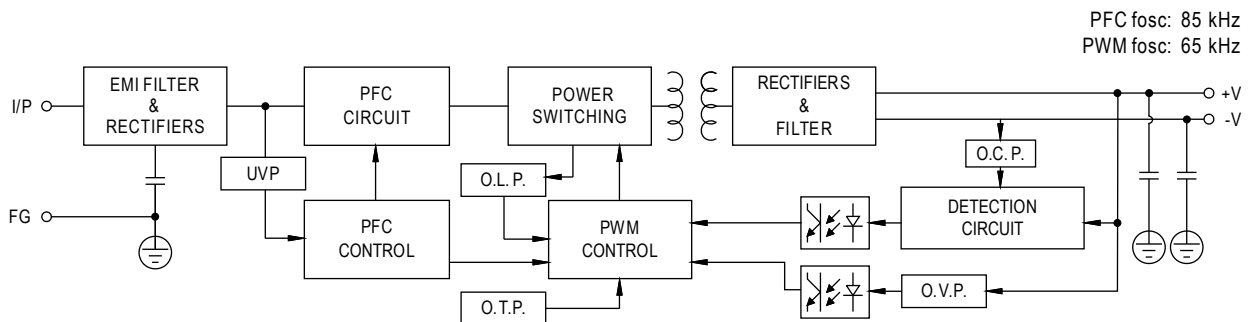 PFC fosc: 85 kHz
PWM fosc: 65 kHz
I/P
EMI FILTER
&
RECTIFIERS
PFC
CIRCUIT
POWER
SWITCHING
RECTIFIERS
&
FILTER
+V
-V
UVP
O.L.P.
O.C.P.
FG
PFC
CONTROL
PWM
CONTROL
DETECTION
CIRCUIT
O.T.P.
O.V.P.